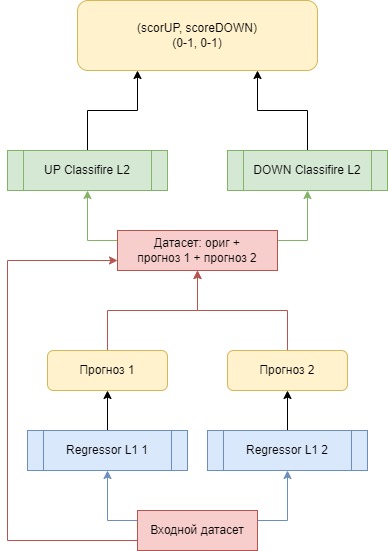 (scorUP, scoreDOWN)
(0-1, 0-1)
UP Classifire L2
DOWN Classifire L2
Датасет: ориг +
прогноз 1 + прогноз 2
Прогноз 1
Прогноз 2
Regressor L1 1
Regressor L1 2
Входной датасет